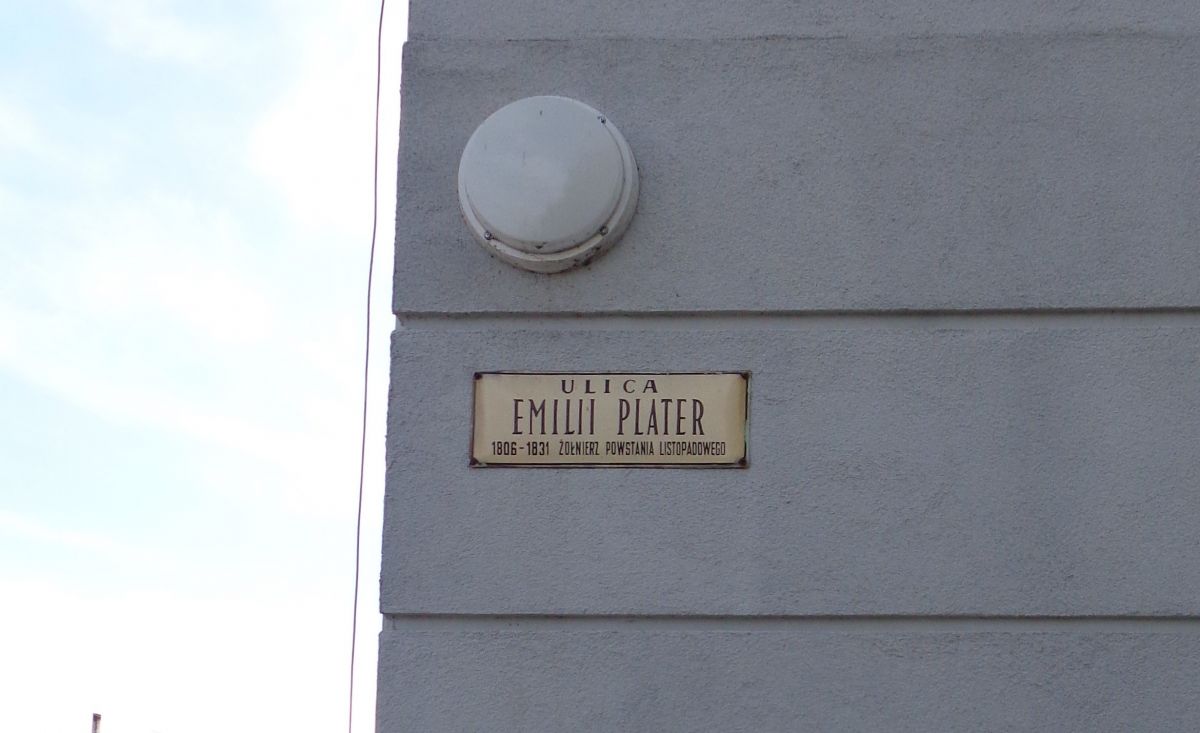 ULICA
EMILII PLATER
1806-1831 ŻOŁNIERZ POWSTANIA LISTOPADOWEGO